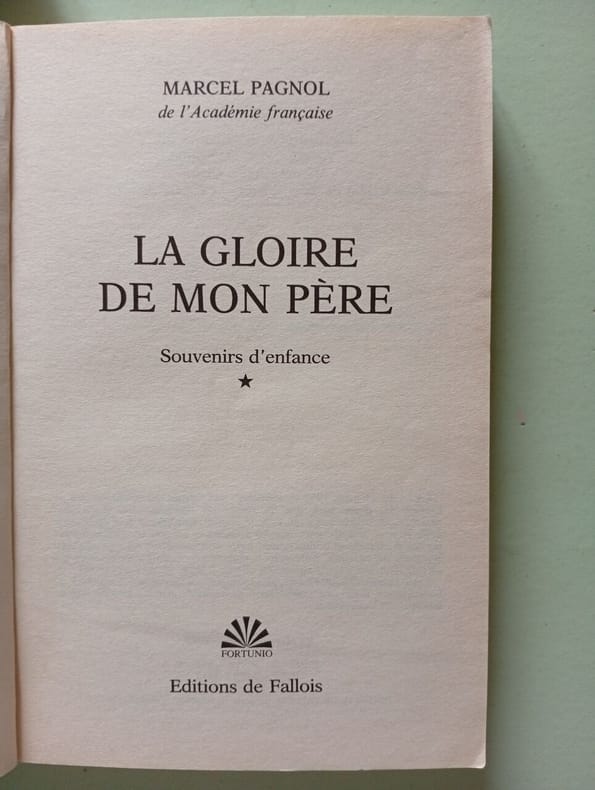 MARCEL PAGNOL
de l'Académie française
LA GLOIRE
DE MON PÈRE
Souvenirs d'enfance
★
FORTUNIO
Editions de Fallois